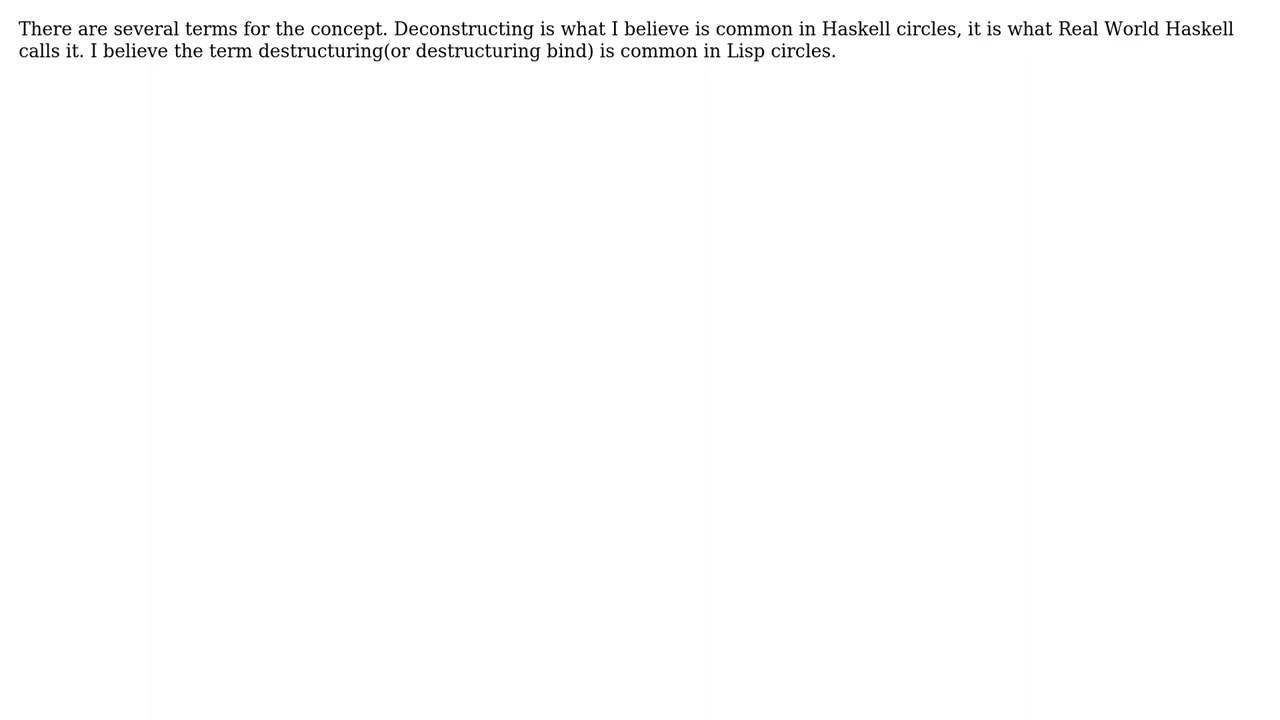 There are several terms for the concept. Deconstructing is what I believe is common in Haskell circles, it is what Real World Haskell
calls it. I believe the term destructuring(or destructuring bind) is common in Lisp circles.